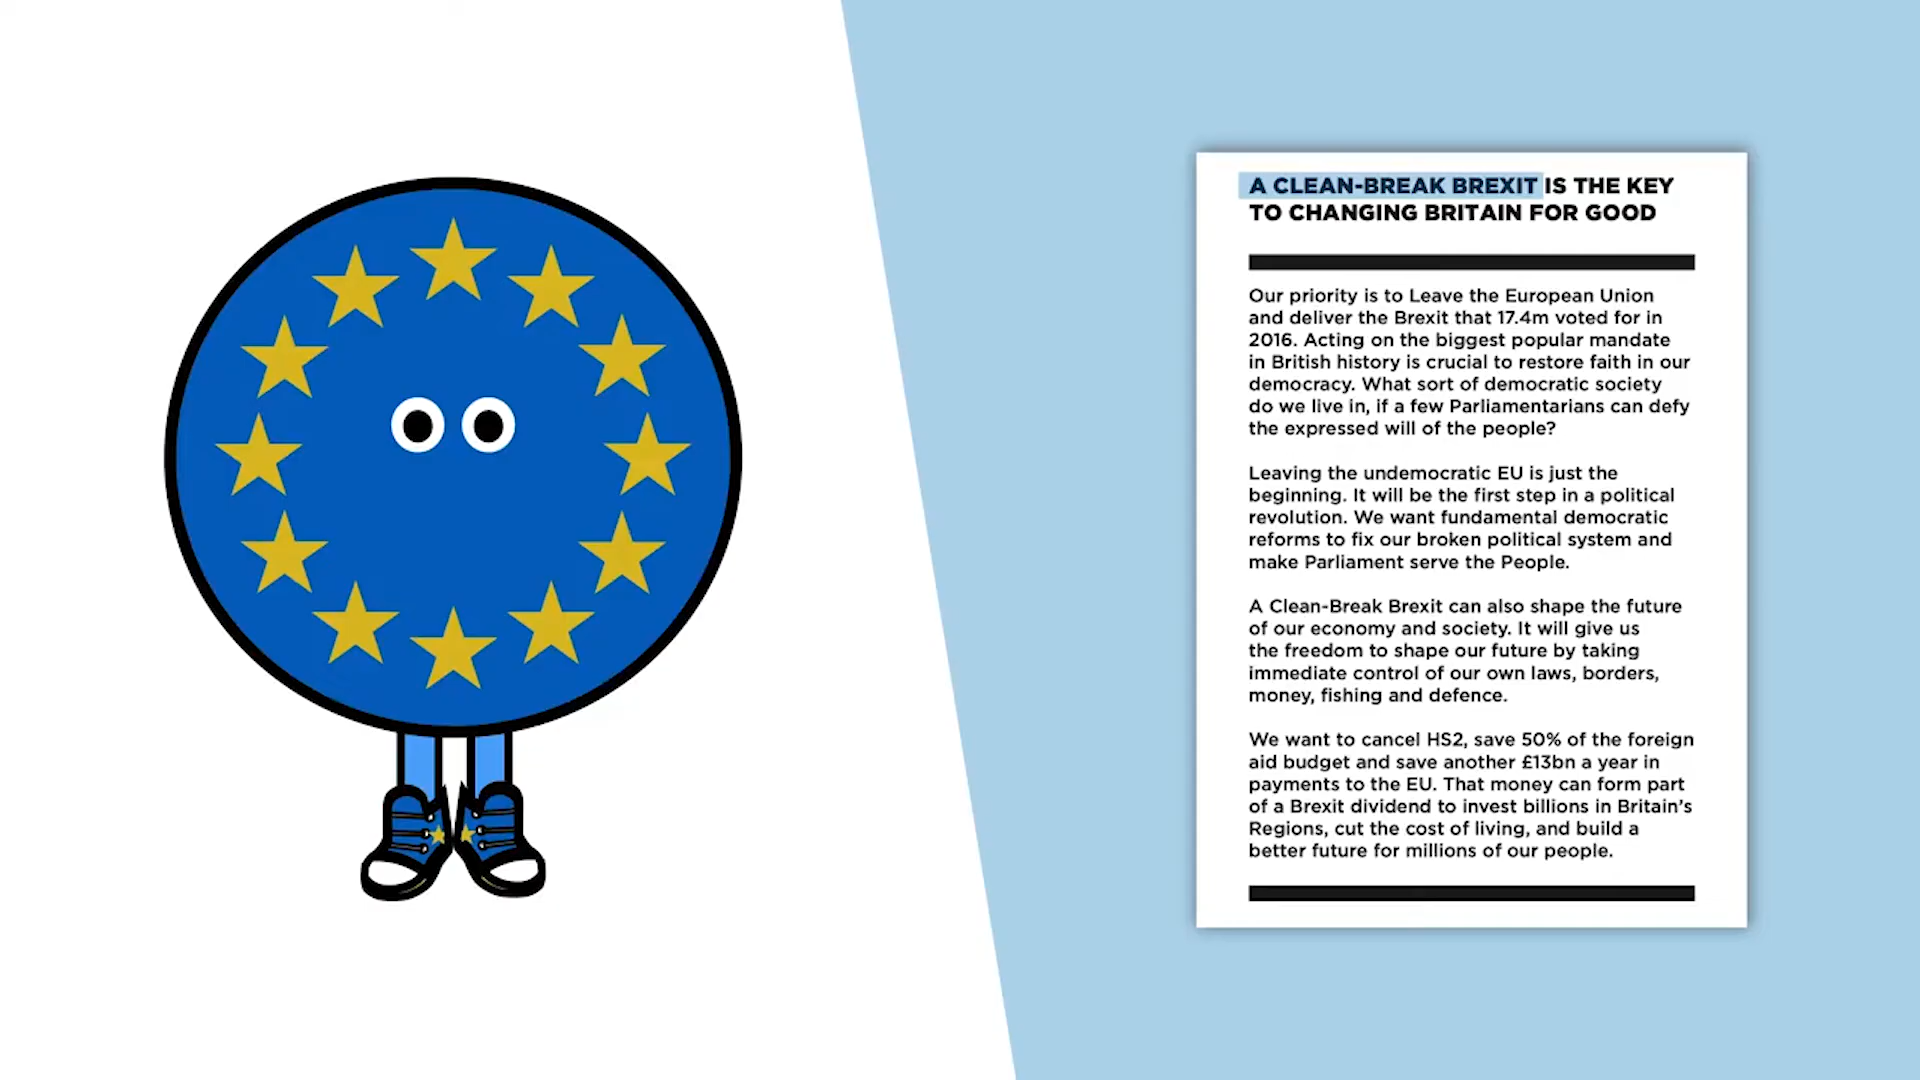 A CLEAN-BREAK BREXIT IS THE KEY
TO CHANGING BRITAIN FOR GOOD
Our priority is to Leave the European Union
and deliver the Brexit that 17.4m voted for in
2016. Acting on the biggest popular mandate
in British history is crucial to restore faith in our
democracy. What sort of democratic society
do we live in, if a few Parliamentarians can defy
the expressed will of the people?
Leaving the undemocratic EU is just the
beginning. It will be the first step in a political
revolution. We want fundamental democratic
reforms to fix our broken political system and
make Parliament serve the People.
A Clean-Break Brexit can also shape the future
of our economy and society. It will give us
the freedom to shape our future by taking
immediate control of our own laws, borders,
money, fishing and defence.
We want to cancel HS2, save 50% of the foreign
aid budget and save another £13bn a year in
payments to the EU. That money can form part
of a Brexit dividend to invest billions in Britain's
Regions, cut the cost of living, and build a
better future for millions of our people.